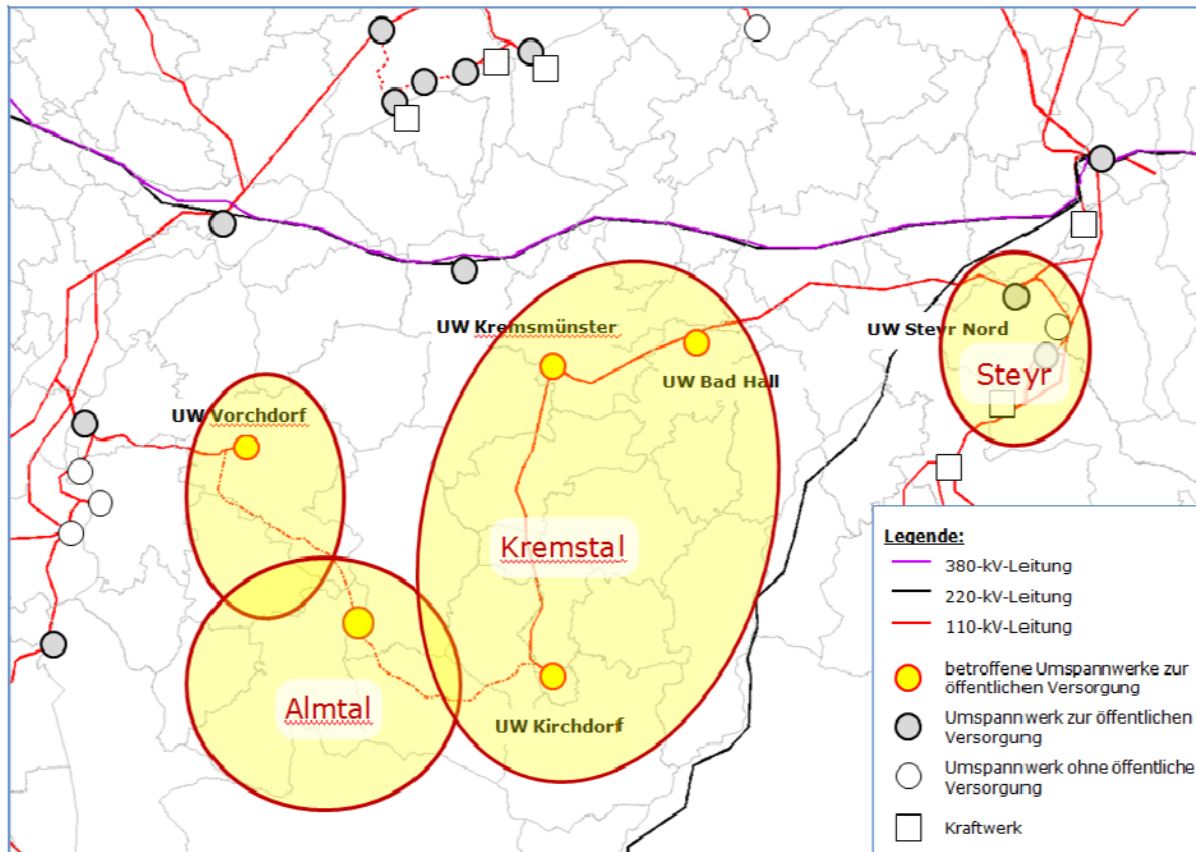 UW Kremsmünster
UW Steyr Nord
Steyr
UW Bad Hall
UW Vorchdorf
Kremstal
Almtal
UW Kirchdorf
Legende:
380-kV-Leitung
220-kV-Leitung
110-kV-Leitung
betroffene Umspannwerke zur
öffentlichen Versorgung
Umspannwerk zur öffentlichen
Versorgung
Umspannwerk ohne öffentliche
Versorgung
Kraftwerk